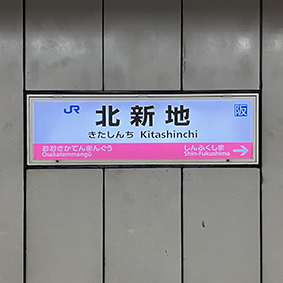 JR 北新地 阪
きたしんち Kitashinchi
おおさかてんまんぐう しんふくしま
Ōsakatemmangū Shin-Fukushima